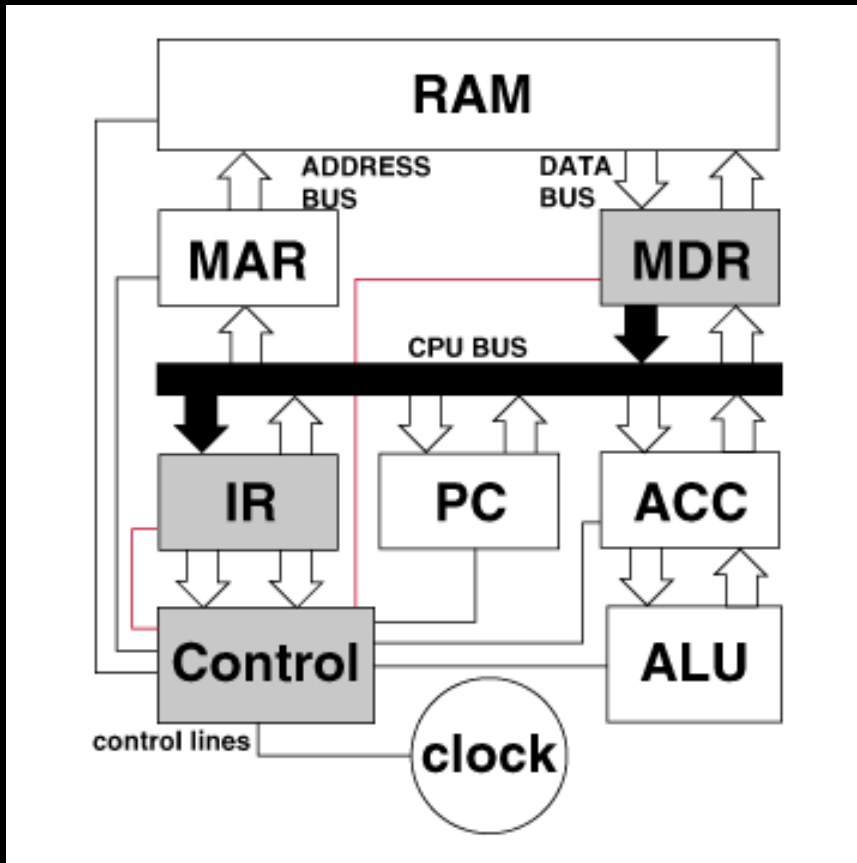 RAM
ADDRESS
BUS
DATA
BUS
MAR
MDR
CPU BUS
IR
PC
ACC
Control
ALU
control lines
clock